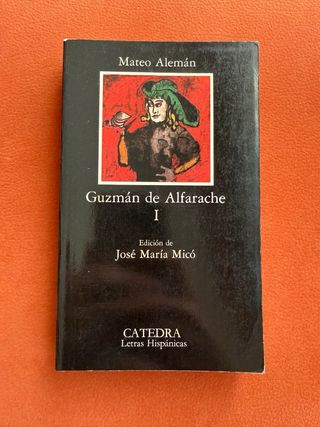 Mateo Alemán
Guzmán de Alfarache
I
Edición de
José María Micó
CATEDRA
Letras Hispánicas